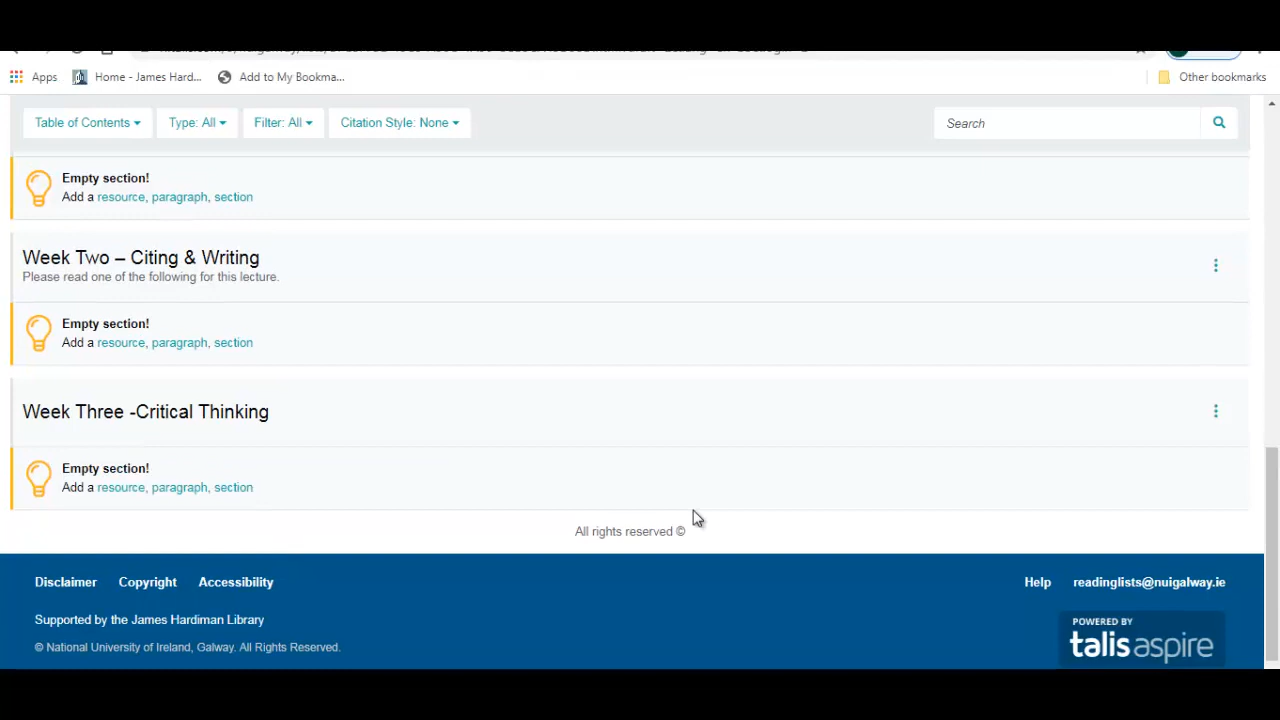 Apps Home - James Hard... Add to My Bookma... Other bookmarks
Table of Contents Type: All Filter: All Citation Style: None Search
Empty section!
Add a resource, paragraph, section
Week Two – Citing & Writing
Please read one of the following for this lecture.
Empty section!
Add a resource, paragraph, section
Week Three -Critical Thinking
Empty section!
Add a resource, paragraph, section
All rights reserved ©
Disclaimer Copyright Accessibility Help readinglists@nuigalway.ie
Supported by the James Hardiman Library
POWERED BY
talis aspire
© National University of Ireland, Galway. All Rights Reserved.